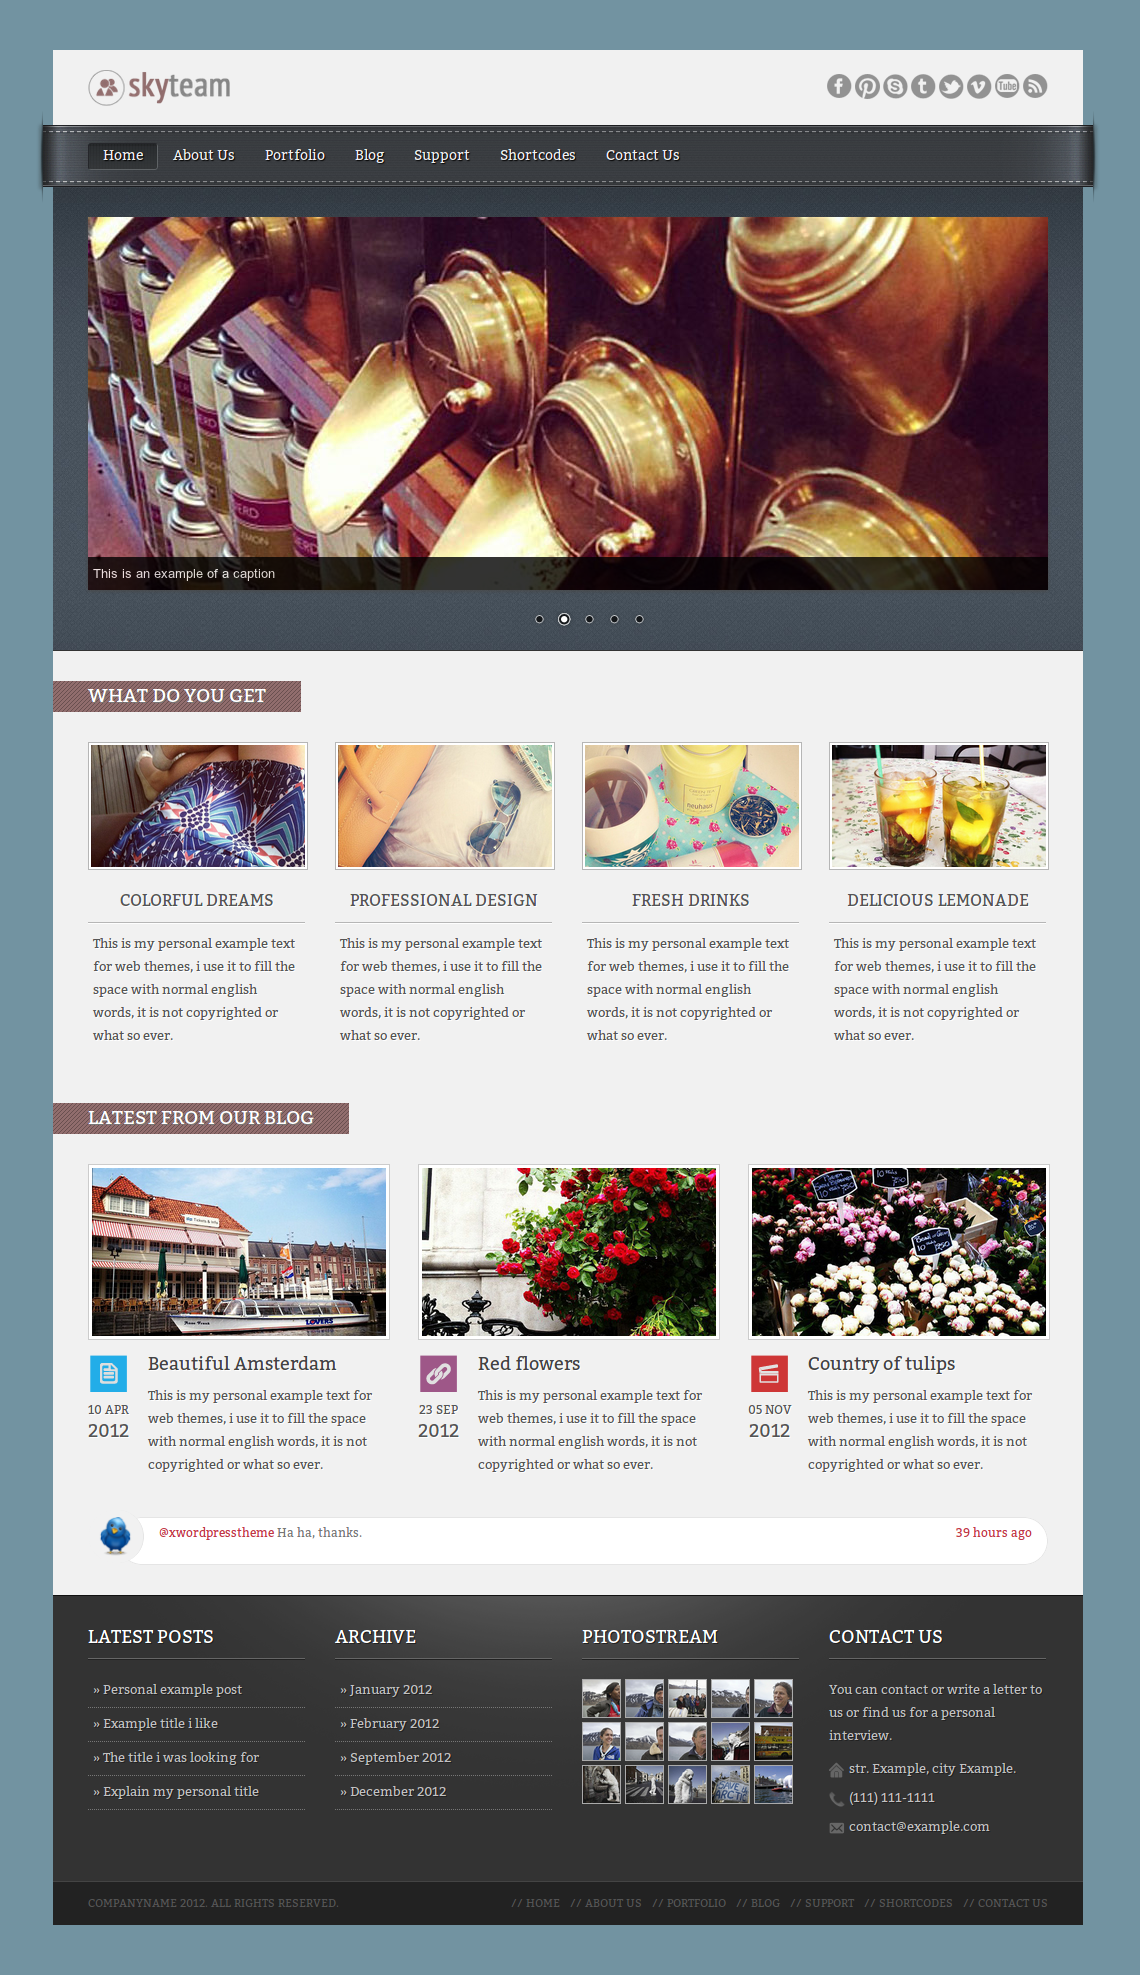 skyteam
Home About Us Portfolio Blog Support Shortcodes Contact Us
LEMON
This is an example of a caption
WHAT DO YOU GET
neuhaus
COLORFUL DREAMS
This is my personal example text
for web themes, i use it to fill the
space with normal english
words, it is not copyrighted or
what so ever.
PROFESSIONAL DESIGN
This is my personal example text
for web themes, i use it to fill the
space with normal english
words, it is not copyrighted or
what so ever.
FRESH DRINKS
This is my personal example text
for web themes, i use it to fill the
space with normal english
words, it is not copyrighted or
what so ever.
DELICIOUS LEMONADE
This is my personal example text
for web themes, i use it to fill the
space with normal english
words, it is not copyrighted or
what so ever.
LATEST FROM OUR BLOG
LOVERS
Beautiful Amsterdam
10 APR
2012
This is my personal example text for
web themes, i use it to fill the space
with normal english words, it is not
copyrighted or what so ever.
Red flowers
23 SEP
2012
This is my personal example text for
web themes, i use it to fill the space
with normal english words, it is not
copyrighted or what so ever.
Country of tulips
05 NOV
2012
This is my personal example text for
web themes, i use it to fill the space
with normal english words, it is not
copyrighted or what so ever.
@xwordpresstheme Ha ha, thanks.
39 hours ago
LATEST POSTS
» Personal example post
» Example title i like
» The title i was looking for
» Explain my personal title
ARCHIVE
» January 2012
» February 2012
» September 2012
» December 2012
PHOTOSTREAM
CONTACT US
You can contact or write a letter to
us or find us for a personal
interview.
str. Example, city Example.
(111) 111-1111
contact@example.com
COMPANYNAME 2012. ALL RIGHTS RESERVED.
// HOME // ABOUT US // PORTFOLIO // BLOG // SUPPORT // SHORTCODES // CONTACT US